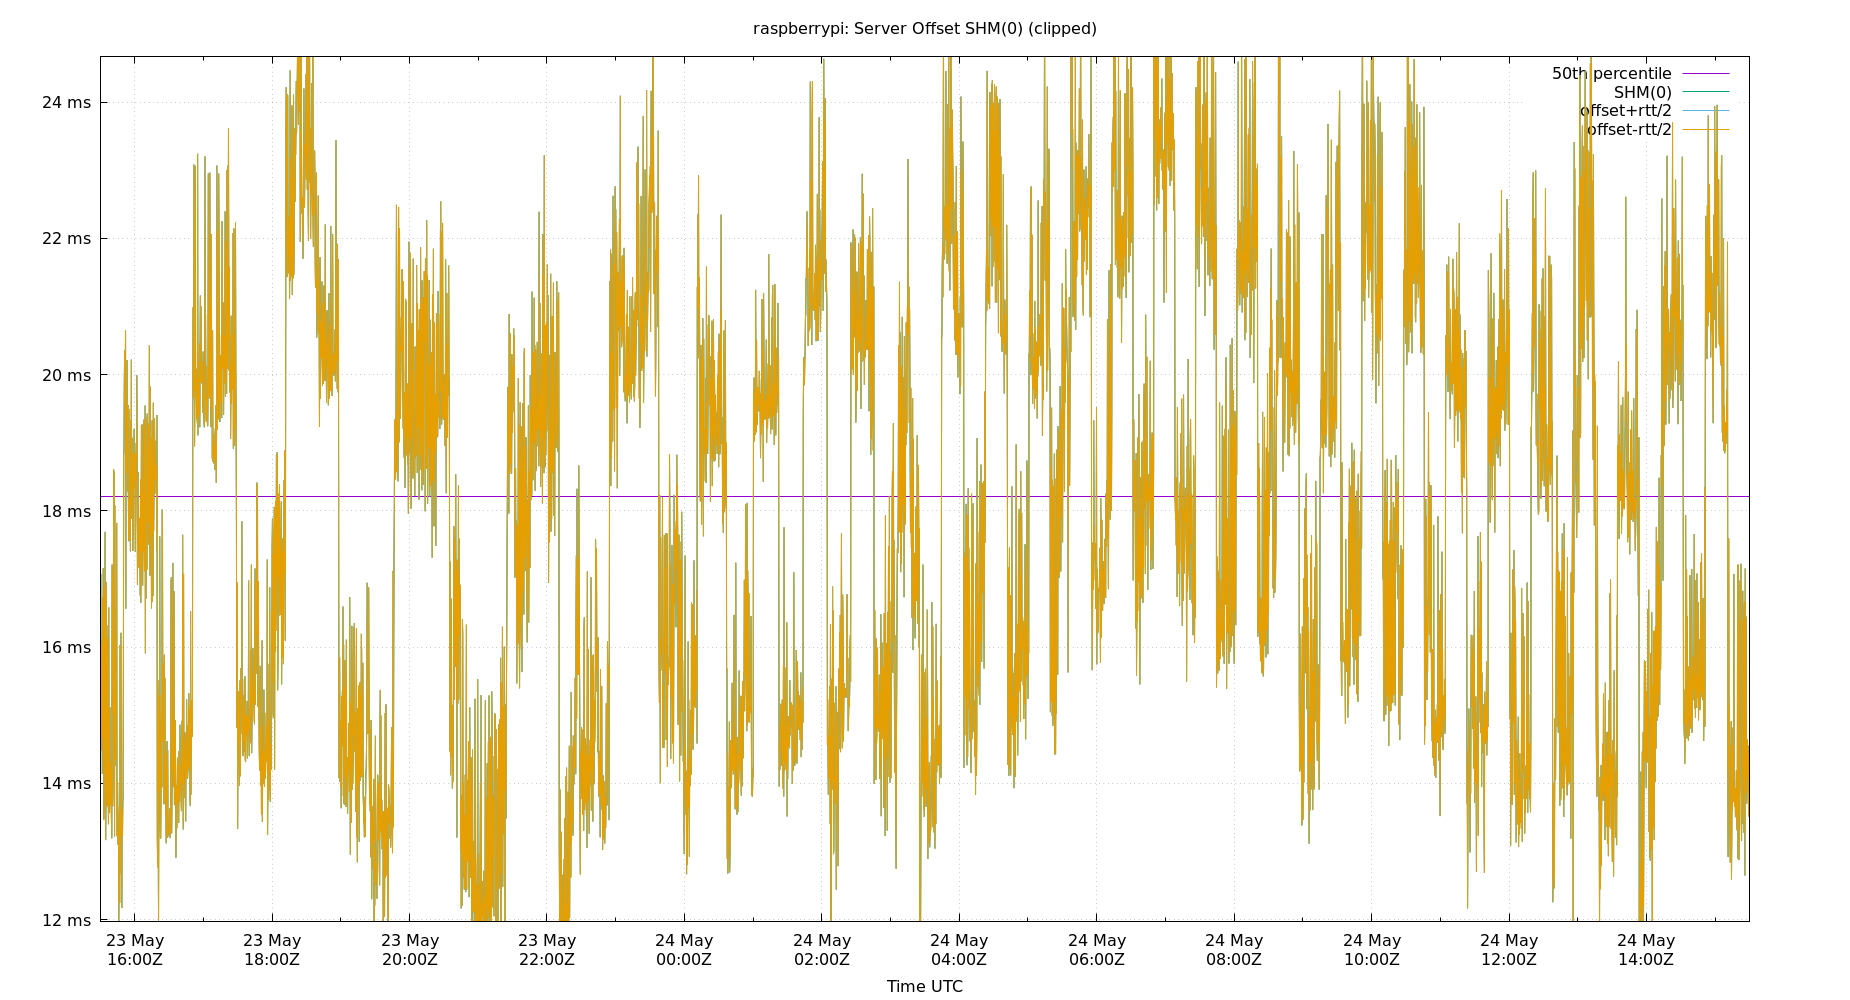 raspberrypi: Server Offset SHM(0) (clipped)
50th percentile
SHM(0)
offset+rtt/2
offset-rtt/2
24 ms
22 ms
20 ms
18 ms
16 ms
14 ms
12 ms
23 May 23 May 23 May 23 May 24 May 24 May 24 May 24 May 24 May 24 May 24 May 24 May
16:00Z 18:00Z 20:00Z 22:00Z 00:00Z 02:00Z 04:00Z 06:00Z 08:00Z 10:00Z 12:00Z 14:00Z
Time UTC